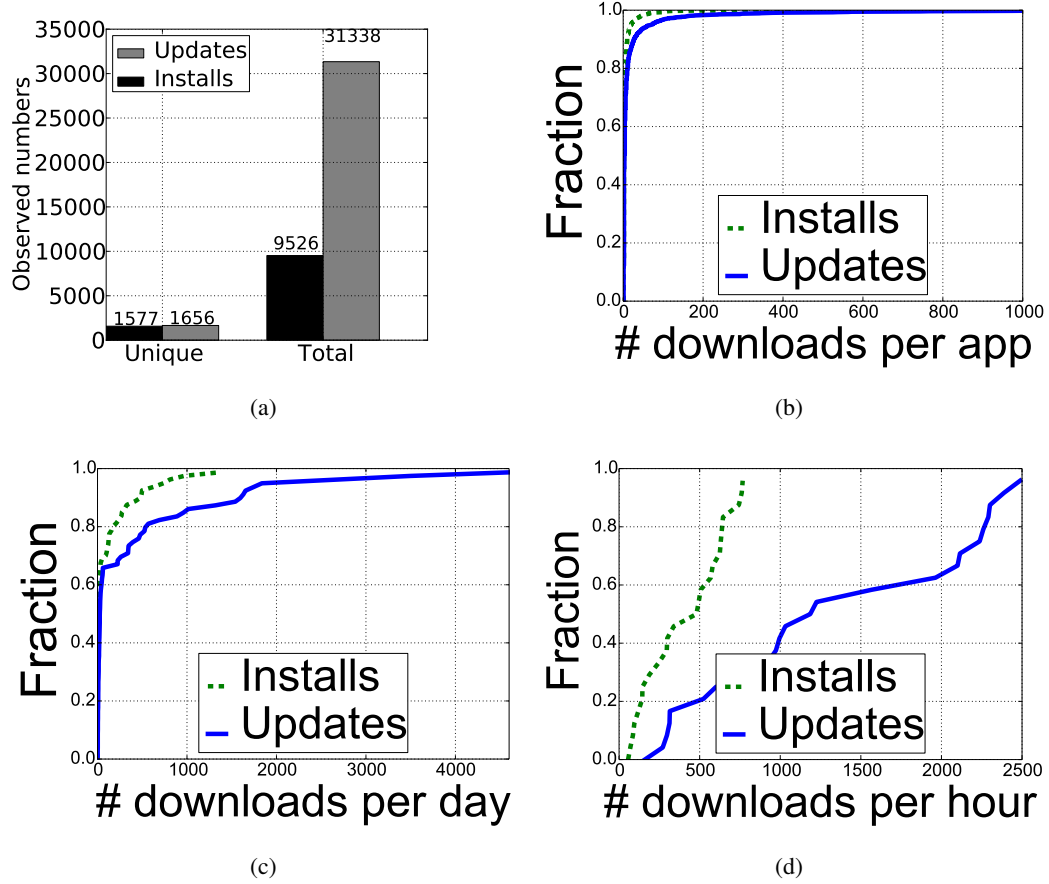 35000
30000
25000
20000
15000
10000
5000
0
Observed numbers
Updates
Installs
1577
1656
9526
31338
Unique
Total
(a)
1.0
0.8
0.6
0.4
0.2
0.0
Fraction
Installs
Updates
0
200
400
600
800
1000
# downloads per app
(b)
1.0
0.8
0.6
0.4
0.2
0.0
Fraction
Installs
Updates
0
1000
2000
3000
4000
# downloads per day
(c)
1.0
0.8
0.6
0.4
0.2
0.0
Fraction
Installs
Updates
0
500
1000
1500
2000
2500
# downloads per hour
(d)